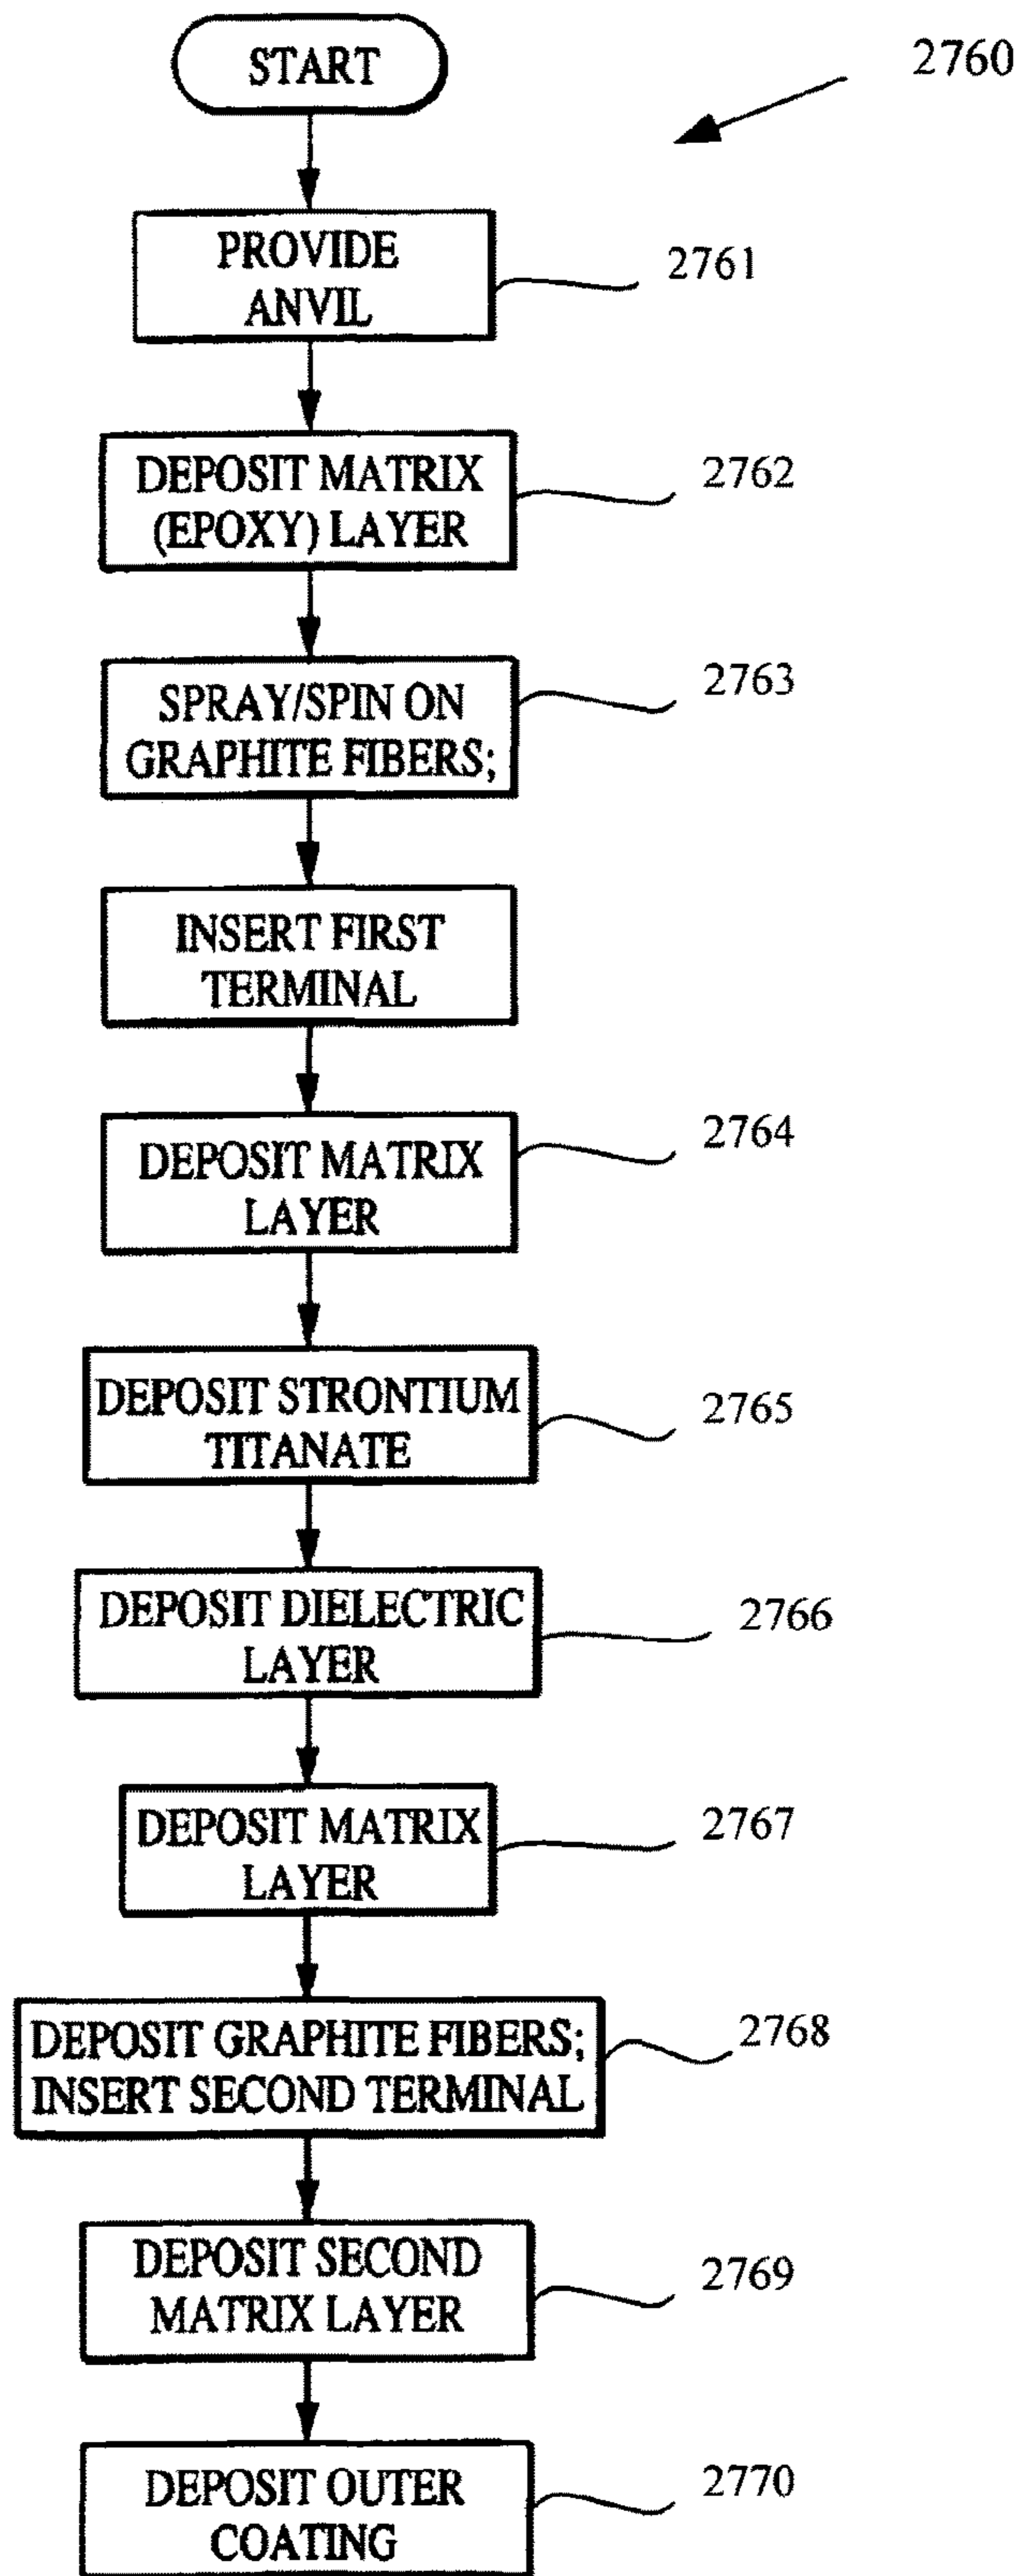 START
2760
PROVIDE
ANVIL
2761
DEPOSIT MATRIX
(EPOXY) LAYER
2762
SPRAY/SPIN ON
GRAPHITE FIBERS;
2763
INSERT FIRST
TERMINAL
DEPOSIT MATRIX
LAYER
2764
DEPOSIT STRONTIUM
TITANATE
2765
DEPOSIT DIELECTRIC
LAYER
2766
DEPOSIT MATRIX
LAYER
2767
DEPOSIT GRAPHITE FIBERS;
INSERT SECOND TERMINAL
2768
DEPOSIT SECOND
MATRIX LAYER
2769
DEPOSIT OUTER
COATING
2770